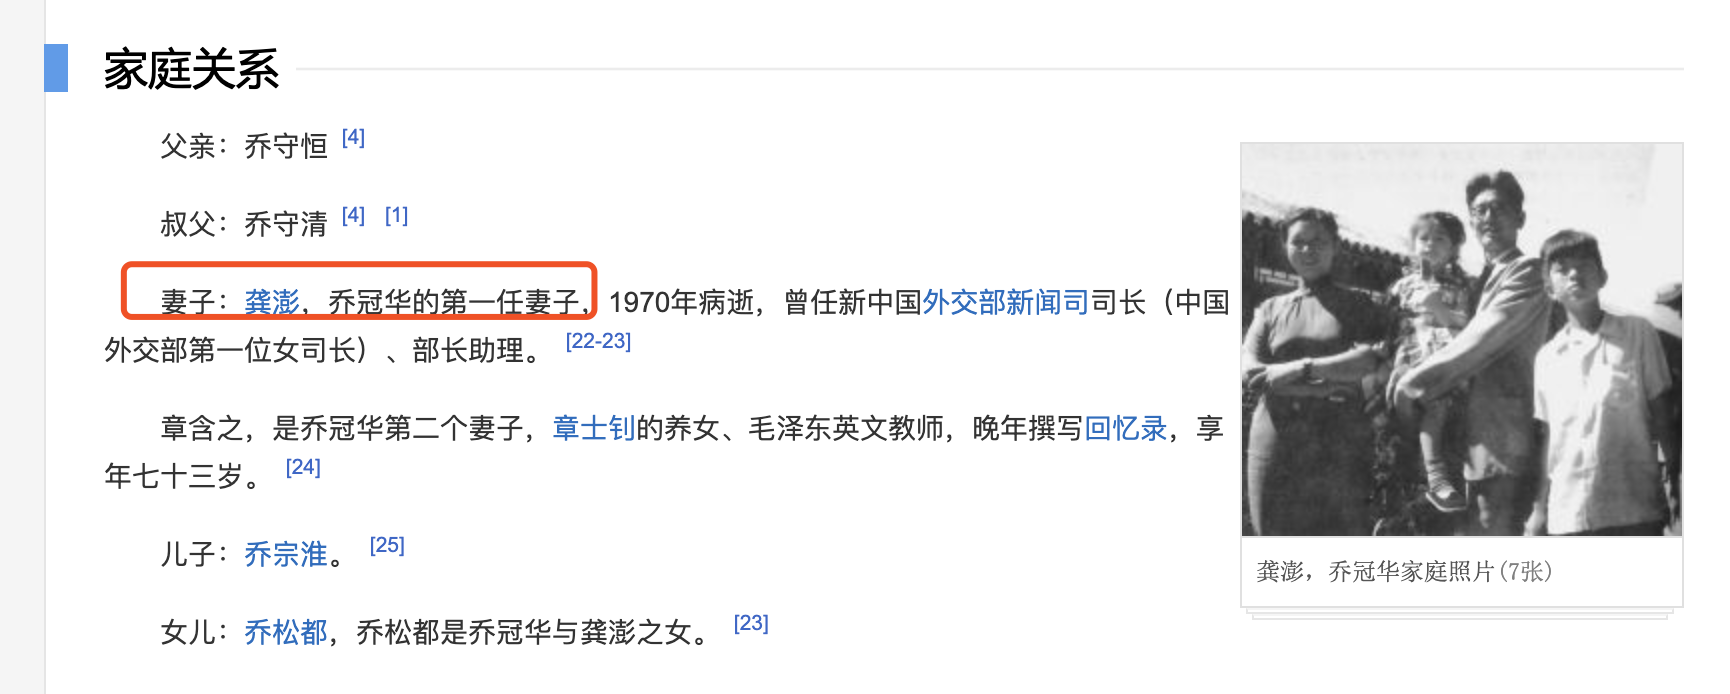 家庭关系
父亲：乔守恒 [4]
叔父：乔守清 [4] [1]
妻子：龚澎，乔冠华的第一任妻子，1970年病逝，曾任新中国外交部新闻司司长（中国
外交部第一位女司长）、部长助理。 [22-23]
章含之，是乔冠华第二个妻子，章士钊的养女、毛泽东英文教师，晚年撰写回忆录，享
年七十三岁。 [24]
儿子：乔宗淮。 [25]
女儿：乔松都，乔松都是乔冠华与龚澎之女。 [23]
龚澎，乔冠华家庭照片(7张)